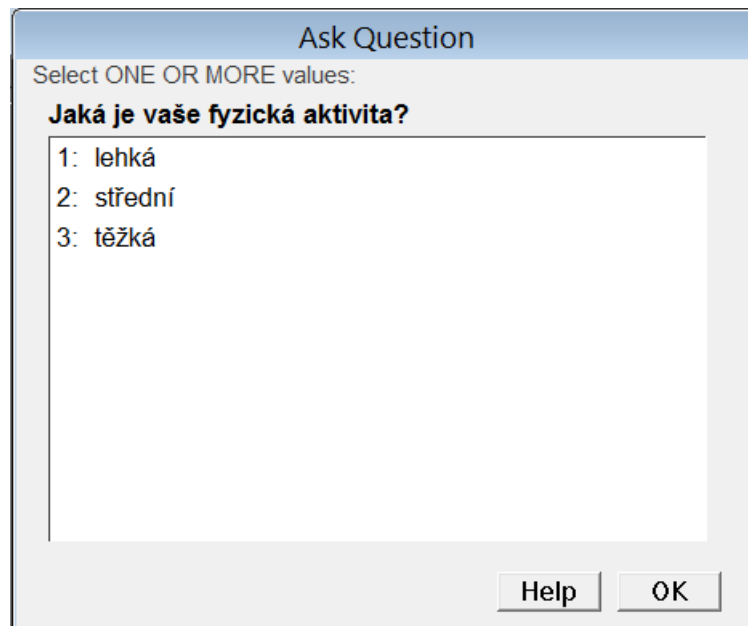 Ask Question
Select ONE OR MORE values:
Jaká je vaše fyzická aktivita?
1: lehká
2: střední
3: těžká
Help OK